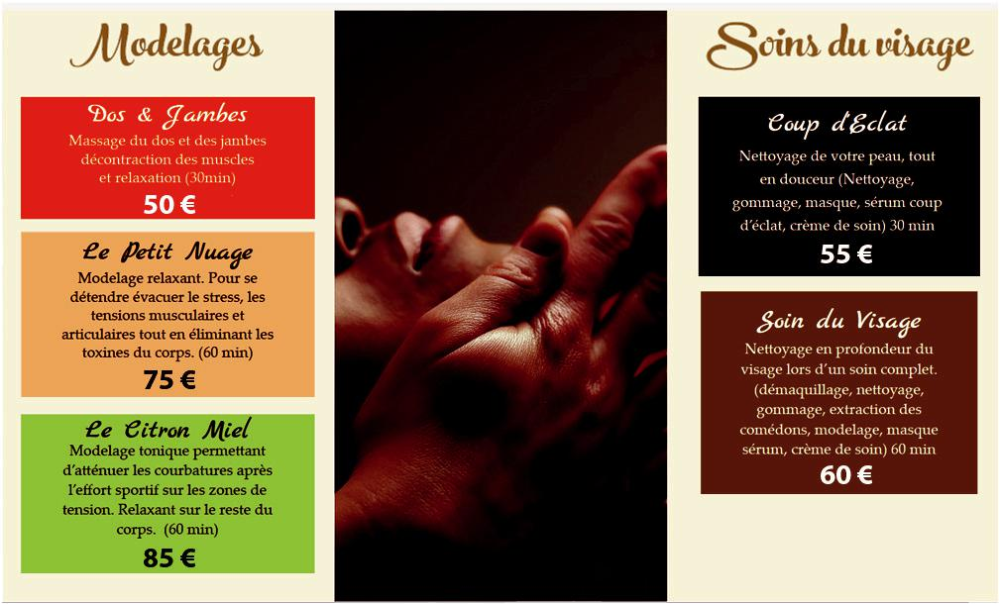 Modelages
Dos & Jambes
Massage du dos et des jambes
décontraction des muscles
et relaxation (30min)
50 €
Le Petit Nuage
Modelage relaxant. Pour se
détendre évacuer le stress, les
tensions musculaires et
articulaires tout en éliminant les
toxines du corps. (60 min)
75 €
Le Citron Miel
Modelage tonique permettant
d'atténuer les courbatures après
l'effort sportif sur les zones de
tension. Relaxant sur le reste du
corps. (60 min)
85 €
Soins du visage
Coup d'Eclat
Nettoyage de votre peau, tout
en douceur (Nettoyage,
gommage, masque, sérum coup
d'éclat, crème de soin) 30 min
55 €
Soin du Visage
Nettoyage en profondeur du
visage lors d'un soin complet.
(démaquillage, nettoyage,
gommage, extraction des
comédons, modelage, masque
sérum, crème de soin) 60 min
60 €